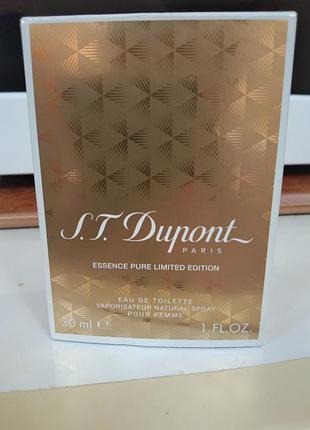 S.T. Dupont
PARIS
ESSENCE PURE LIMITED EDITION
EAU DE TOILETTE
VAPORISATEUR NATURAL SPRAY
POUR FEMME
30 ml ℮ 1 FL.OZ.